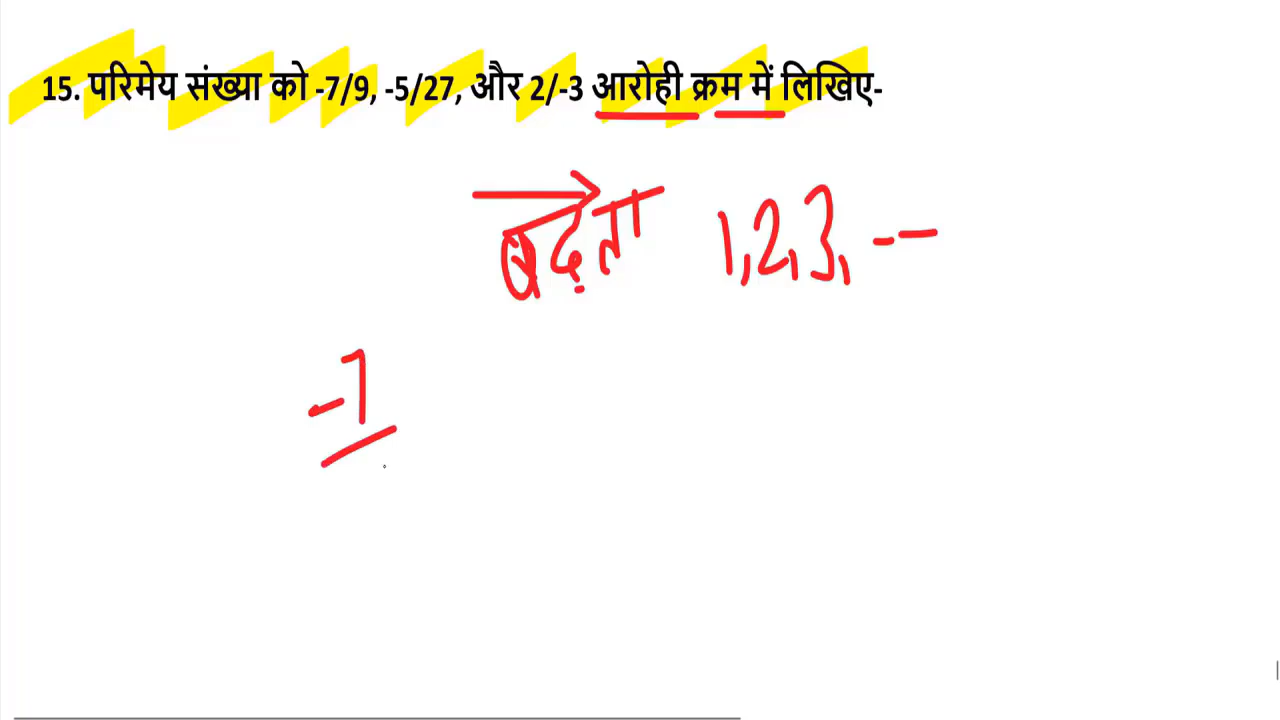 15. परिमेय संख्या को -7/9, -5/27, और 2/-3 आरोही क्रम में लिखिए-
बढ़ता 1,2,3, --
-7